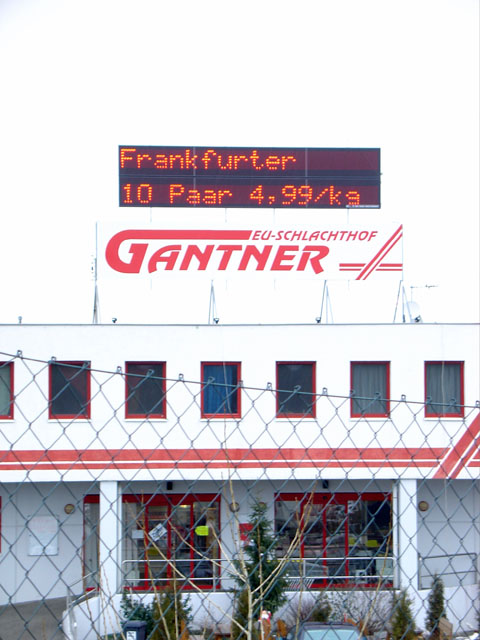 Frankfurter
10 Paar 4,99/kg
EU-SCHLACHTHOF
GANTNER